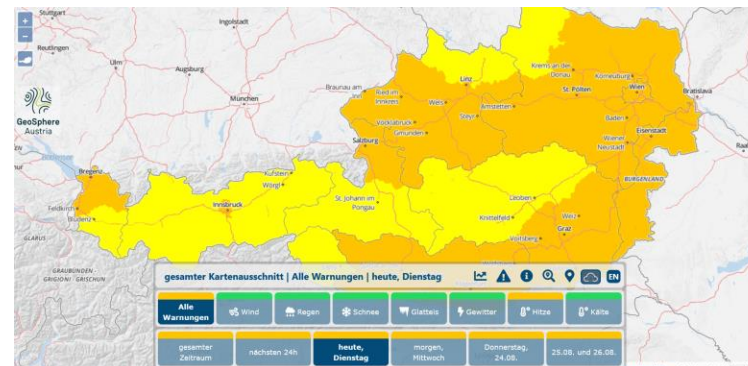 Stuttgart
Ingolstadt
Reutlingen
Ulm
Augsburg
München
GeoSphere
Austria
Braunau am
Inn
Ried im
Innkreis
Linz
Wels
Steyr
Amstetten
Krems an der
Donau
Korneuburg
St. Pölten
Wien
Bratislava
Vöcklabruck
Gmunden
Salzburg
Baden
Wiener
Neustadt
Eisenstadt
Raab
BURGENLAND
Bregenz
Feldkirch
Bludenz
Kufstein
Wörgl
Innsbruck
St. Johann im
Pongau
Leoben
Knittelfeld
Weiz
Graz
Voitsberg
GLARUS
GRAUBÜNDEN -
GRIGIONI - GRISCHUN
gesamter Kartenausschnitt | Alle Warnungen | heute, Dienstag
EN
Alle
Warnungen
Wind
Regen
Schnee
Glatteis
Gewitter
Hitze
Kälte
gesamter
Zeitraum
nächsten 24h
heute,
Dienstag
morgen,
Mittwoch
Donnerstag,
24.08.
25.08. und 26.08.